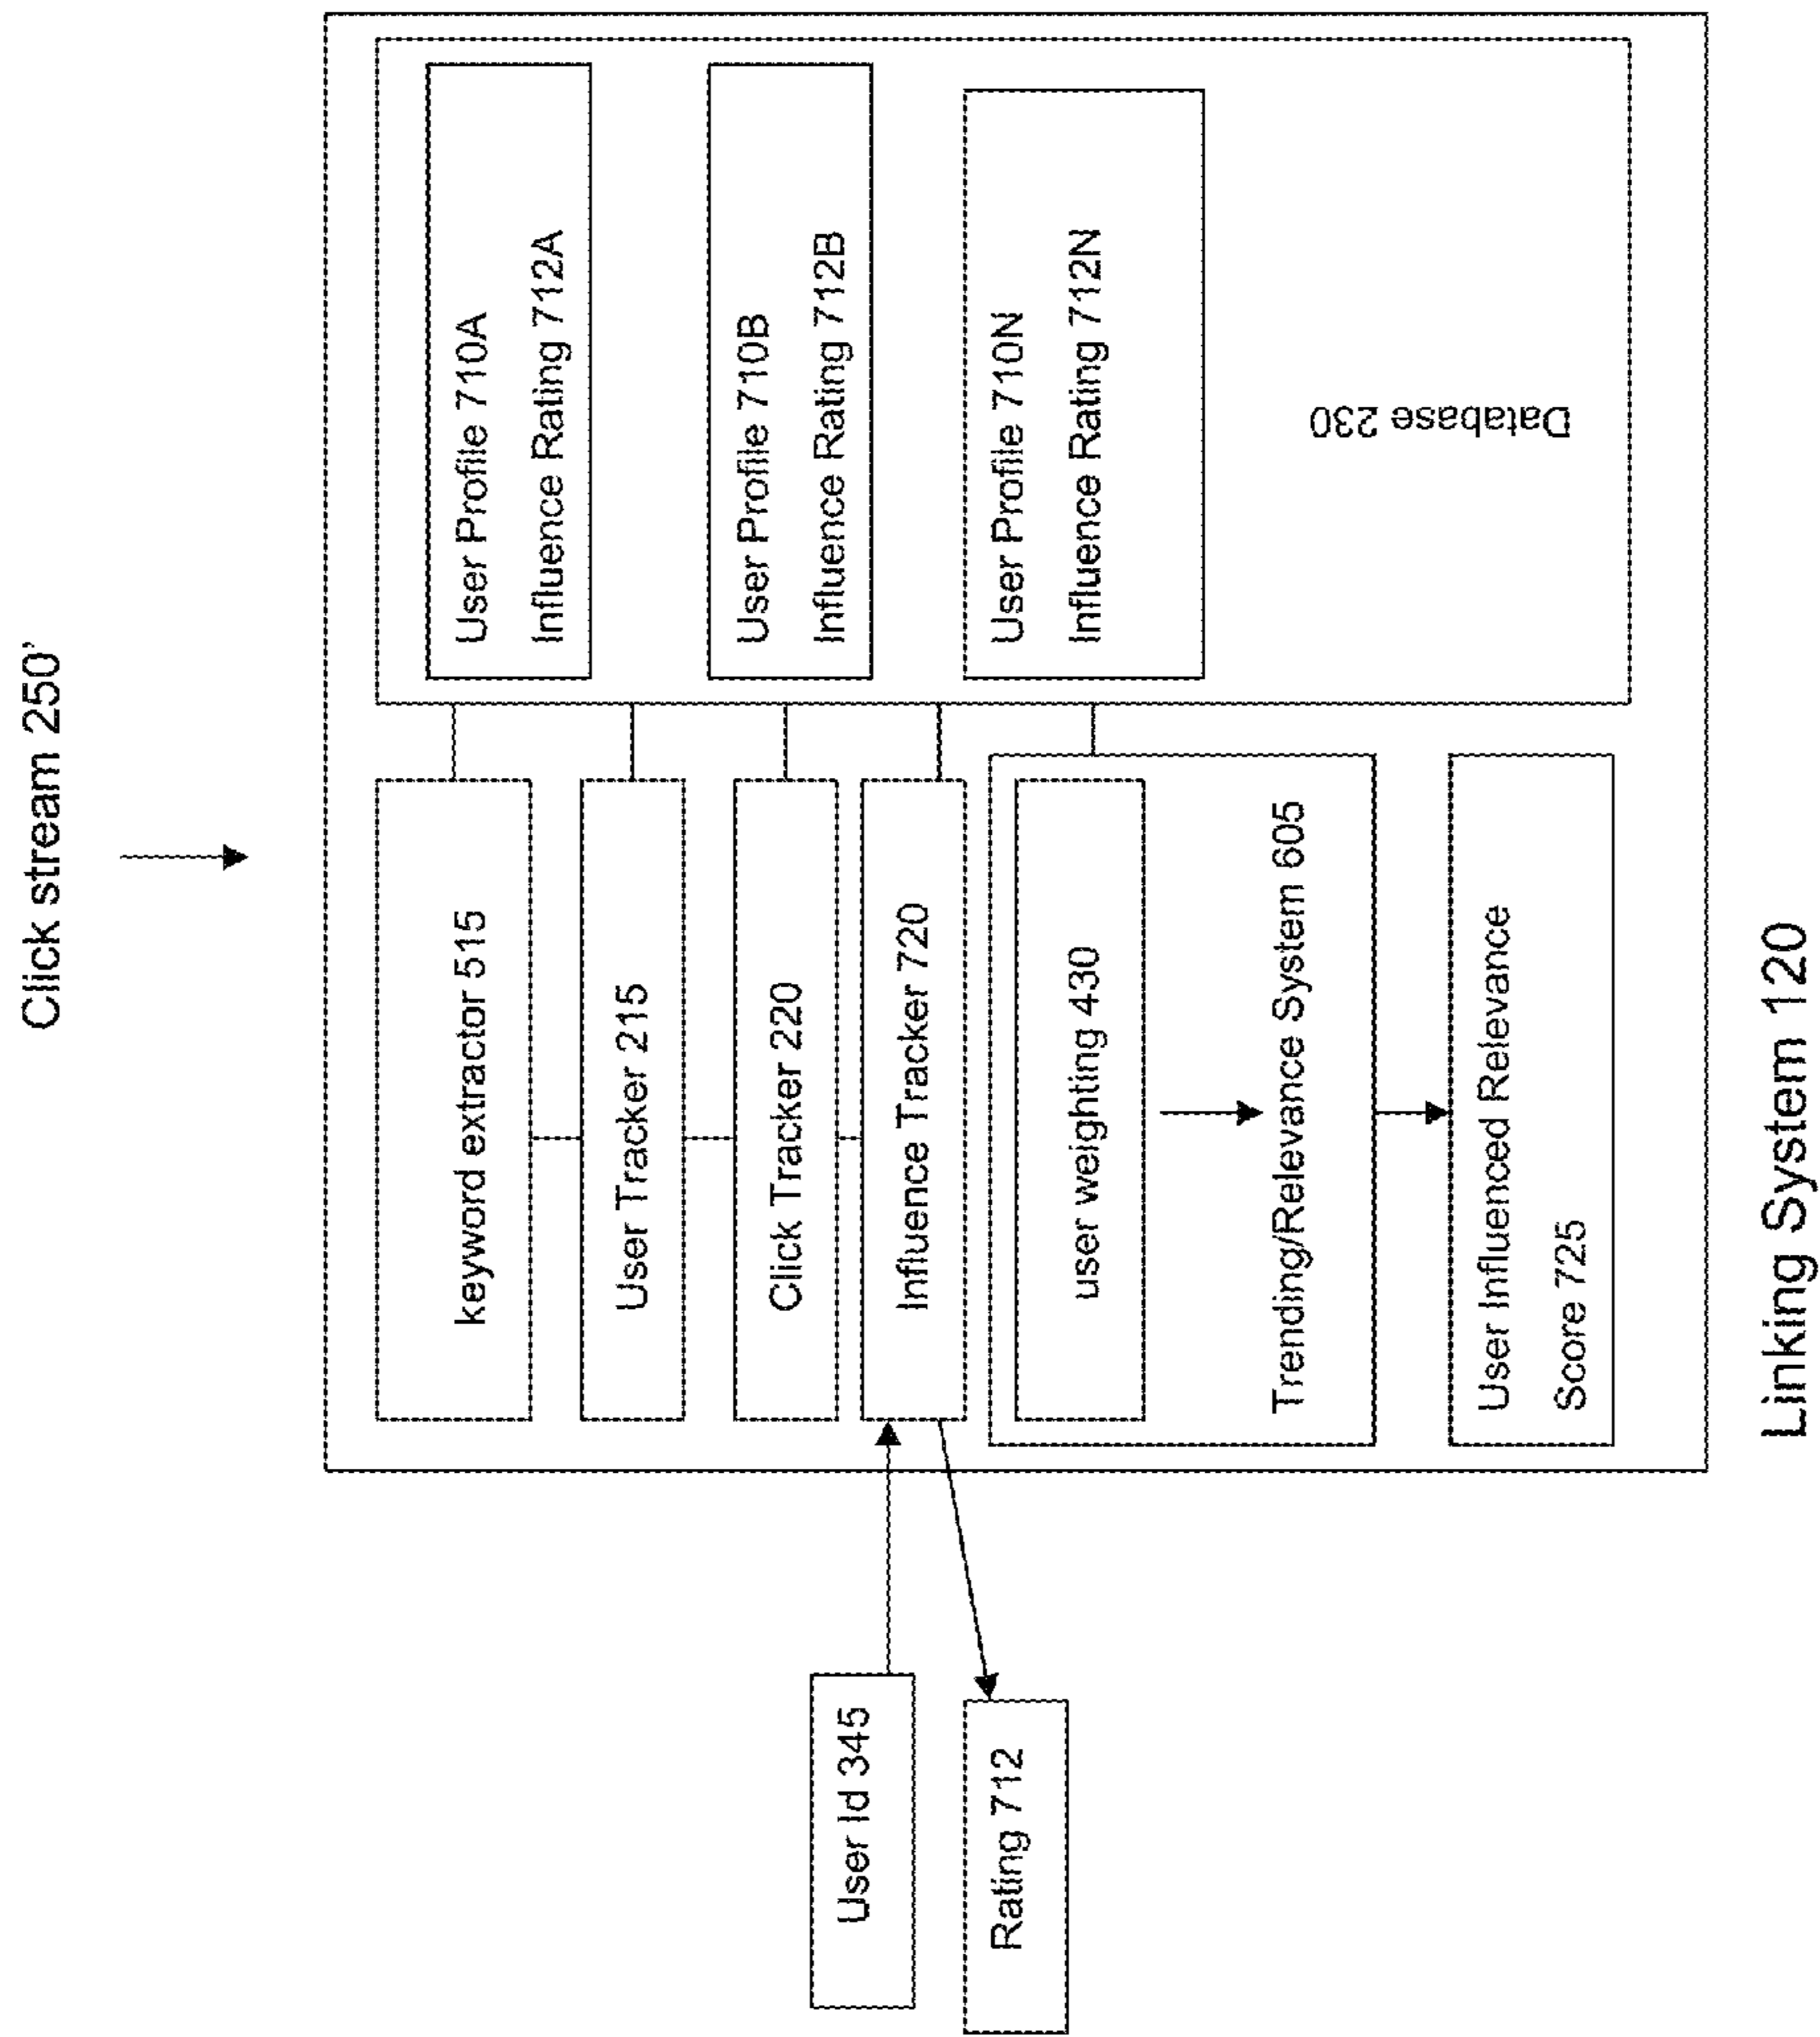 Click stream 250'
keyword extractor 515
User Tracker 215
Click Tracker 220
Influence Tracker 720
user weighting 430
Trending/Relevance System 605
User Influenced Relevance
Score 725
User Profile 710A
Influence Rating 712A
User Profile 710B
Influence Rating 712B
User Profile 710N
Influence Rating 712N
Database 230
User Id 345
Rating 712
Linking System 120